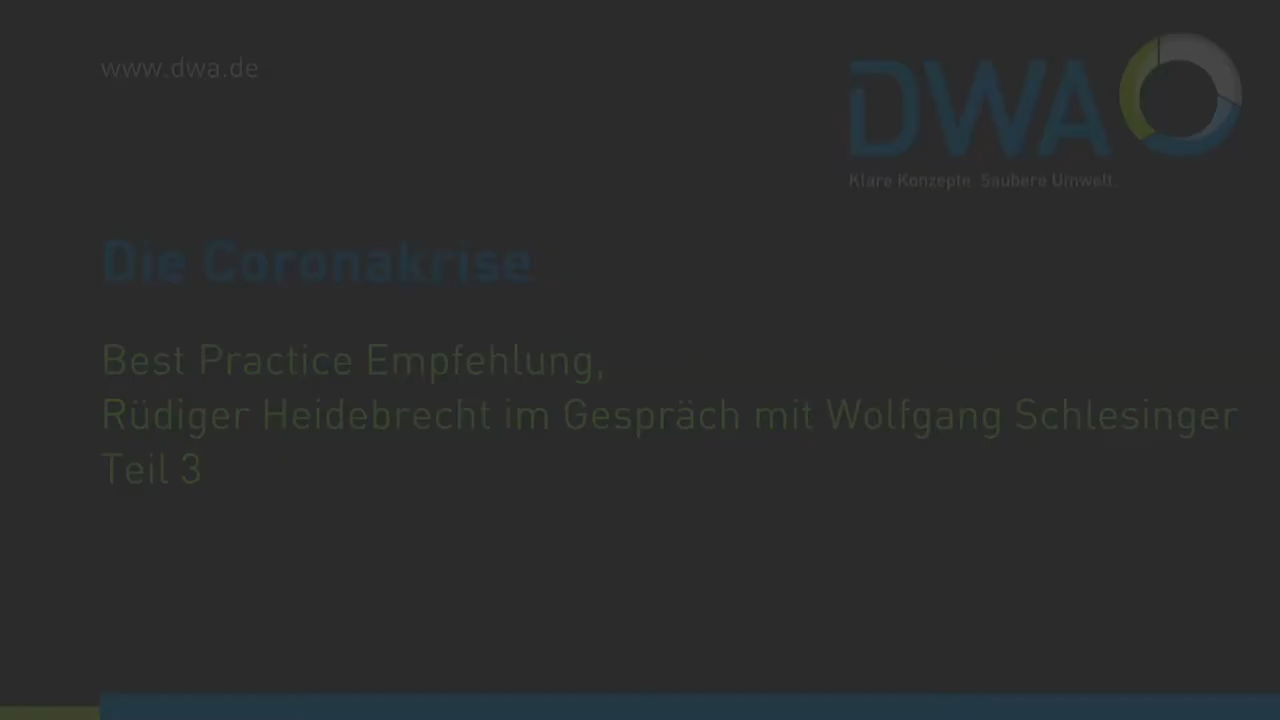 www.dwa.de
DWA
Klare Konzepte. Saubere Umwelt.
Die Coronakrise
Best Practice Empfehlung,
Rüdiger Heidebrecht im Gespräch mit Wolfgang Schlesinger
Teil 3